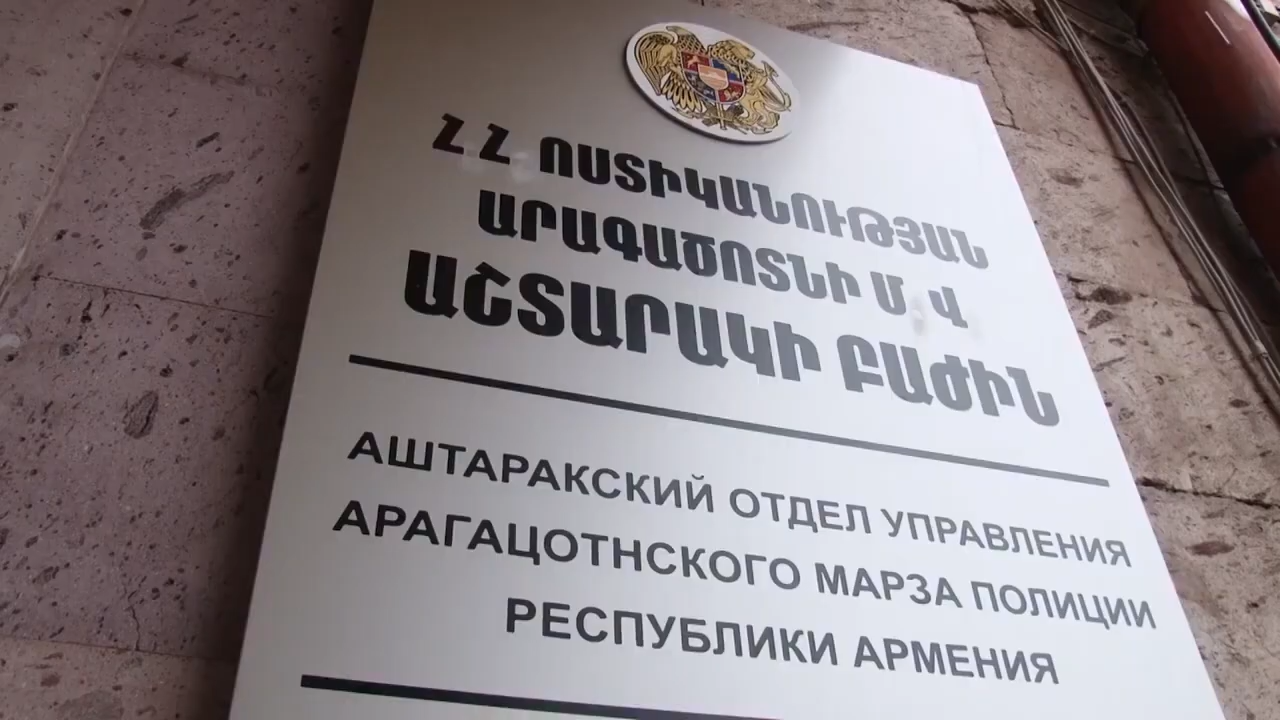 ՀՀ ՈՍՏԻԿԱՆՈՒԹՅԱՆ
ԱՐԱԳԱԾՈՏՆԻ Մ.Վ
ԱՇՏԱՐԱԿԻ ԲԱԺԻՆ
АШТАРАКСКИЙ ОТДЕЛ УПРАВЛЕНИЯ
АРАГАЦОТНСКОГО МАРЗА ПОЛИЦИИ
РЕСПУБЛИКИ АРМЕНИЯ